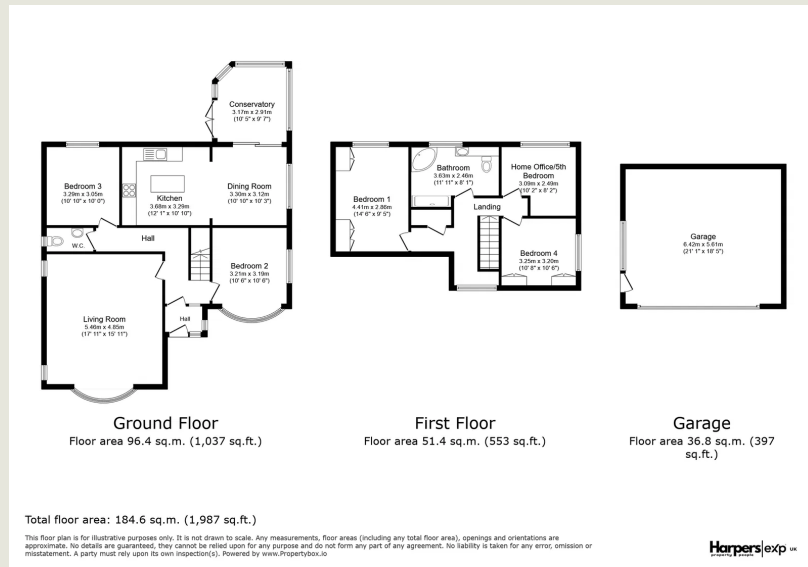 Conservatory
3.17m x 2.91m
(10' 5" x 9' 7")
Bedroom 3
3.29m x 3.05m
(10' 10" x 10' 0")
Kitchen
3.68m x 3.29m
(12' 1" x 10' 10")
Dining Room
3.30m x 3.12m
(10' 10" x 10' 3")
W.C.
Hall
Bedroom 2
3.21m x 3.19m
(10' 6" x 10' 6")
Living Room
5.46m x 4.85m
(17' 11" x 15' 11")
Hall
Ground Floor
Floor area 96.4 sq.m. (1,037 sq.ft.)
Bathroom
3.63m x 2.46m
(11' 11" x 8' 1")
Home Office/5th
Bedroom
3.09m x 2.49m
(10' 2" x 8' 2")
Bedroom 1
4.41m x 2.86m
(14' 6" x 9' 5")
Landing
Bedroom 4
3.25m x 3.20m
(10' 8" x 10' 6")
First Floor
Floor area 51.4 sq.m. (553 sq.ft.)
Garage
6.42m x 5.61m
(21' 1" x 18' 5")
Garage
Floor area 36.8 sq.m. (397
sq.ft.)
Total floor area: 184.6 sq.m. (1,987 sq.ft.)
This floor plan is for illustrative purposes only. It is not drawn to scale. Any measurements, floor areas (including any total floor area), openings and orientations are
approximate. No details are guaranteed, they cannot be relied upon for any purpose and do not form any part of any agreement. No liability is taken for any error, omission or
misstatement. A party must rely upon its own inspection(s). Powered by www.Propertybox.io
Harpers|exp UK
property people